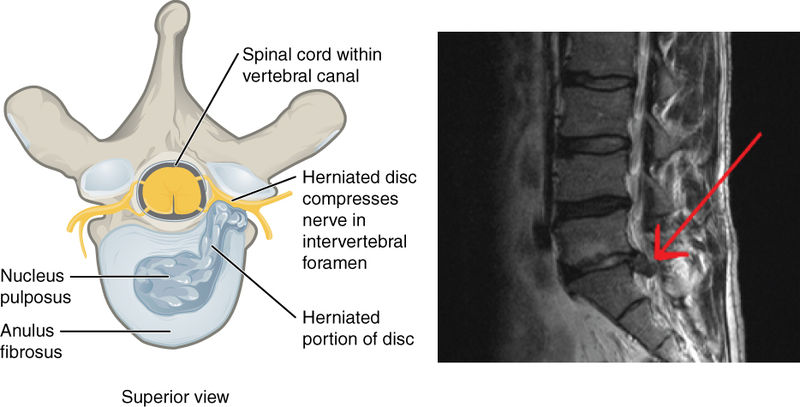 Spinal cord within
vertebral canal
Herniated disc
compresses
nerve in
intervertebral
foramen
Nucleus
pulposus
Anulus
fibrosus
Herniated
portion of disc
Superior view